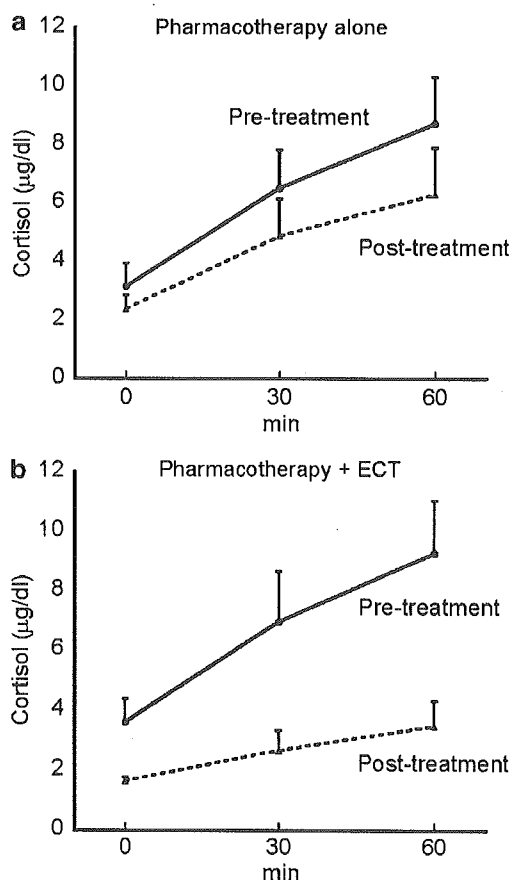 a
Pharmacotherapy alone
12
10
8
6
4
2
0
Cortisol (μg/dl)
Pre-treatment
Post-treatment
0 30 60
min
b
Pharmacotherapy + ECT
12
10
8
6
4
2
0
Cortisol (μg/dl)
Pre-treatment
Post-treatment
0 30 60
min